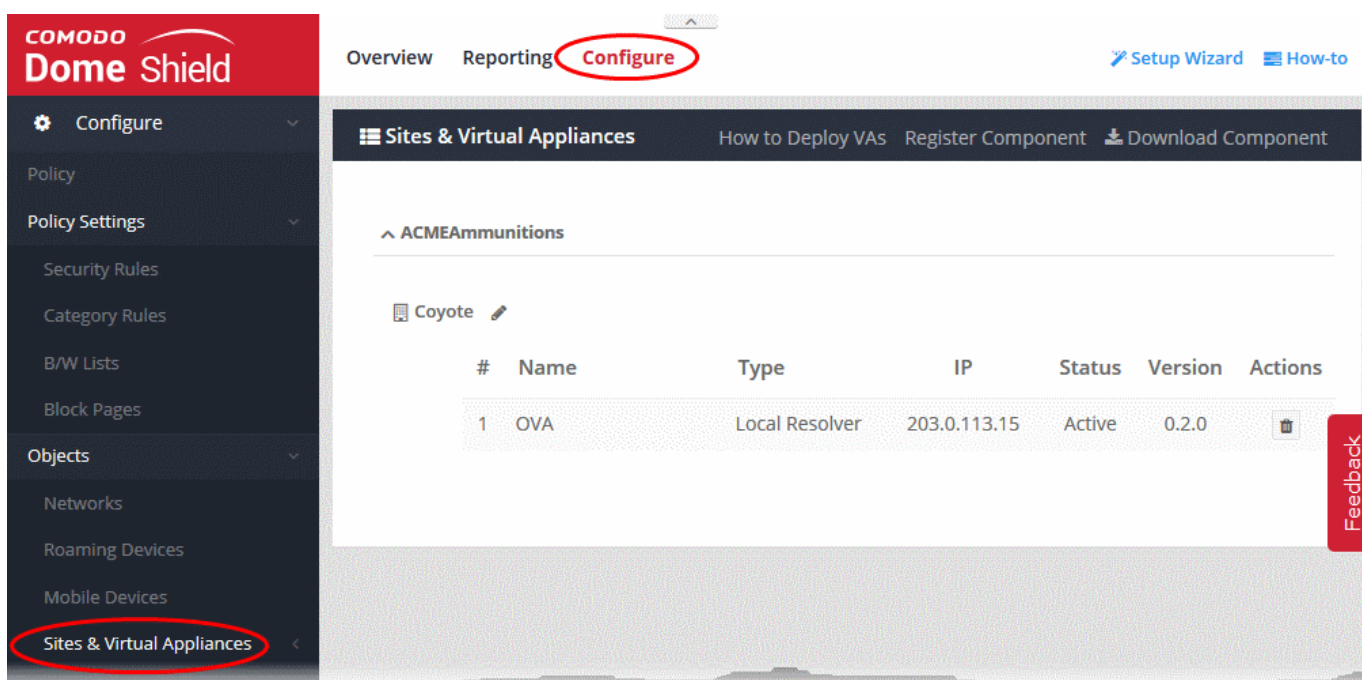 COMODO
Dome Shield
Overview Reporting Configure
Setup Wizard How-to
Configure
Policy
Policy Settings
Security Rules
Category Rules
B/W Lists
Block Pages
Objects
Networks
Roaming Devices
Mobile Devices
Sites & Virtual Appliances
Sites & Virtual Appliances How to Deploy VAs Register Component Download Component
ACMEAmmunitions
Coyote
# Name Type IP Status Version Actions
1 OVA Local Resolver 203.0.113.15 Active 0.2.0
Feedback